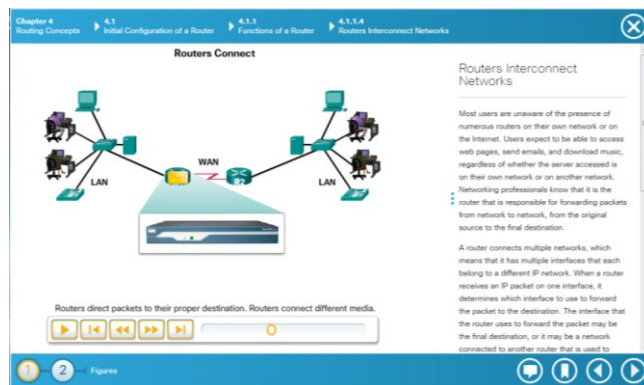 Chapter 4
Routing Concepts
4.1
Initial Configuration of a Router
4.1.1
Functions of a Router
4.1.1.4
Routers Interconnect Networks
Routers Connect
WAN
LAN
R2
LAN
Routers direct packets to their proper destination. Routers connect different media.
Routers Interconnect
Networks
Most users are unaware of the presence of
numerous routers on their own network or on
the Internet. Users expect to be able to access
web pages, send emails, and download music,
regardless of whether the server accessed is
on their own network or on another network.
Networking professionals know that it is the
router that is responsible for forwarding packets
from network to network, from the original
source to the final destination.
A router connects multiple networks, which
means that it has multiple interfaces that each
belong to a different IP network. When a router
receives an IP packet on one interface, it
determines which interface to use to forward
the packet to the destination. The interface that
the router uses to forward the packet may be
the final destination, or it may be a network
connected to another router that is used to
1
2
Figures